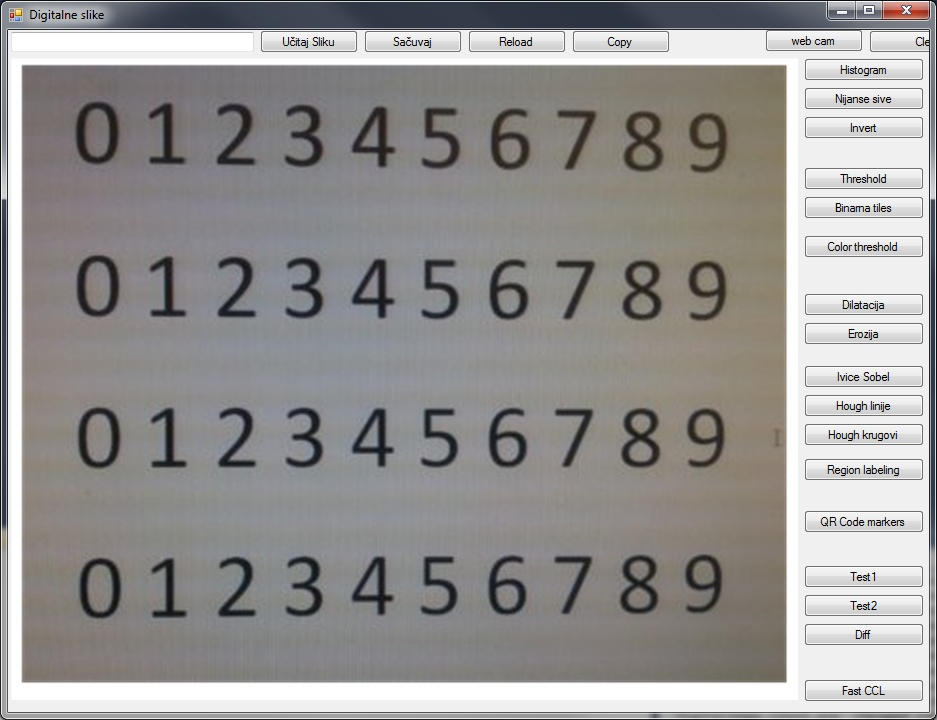 Digitalne slike
Učitaj Sliku Sačuvaj Reload Copy web cam Cle
Histogram
Nijanse sive
Invert
Threshold
Binarna tiles
Color threshold
Dilatacija
Erozija
Ivice Sobel
Hough linije
Hough krugovi
Region labeling
QR Code markers
Test1
Test2
Diff
Fast CCL
0 1 2 3 4 5 6 7 8 9
0 1 2 3 4 5 6 7 8 9
0 1 2 3 4 5 6 7 8 9
0 1 2 3 4 5 6 7 8 9